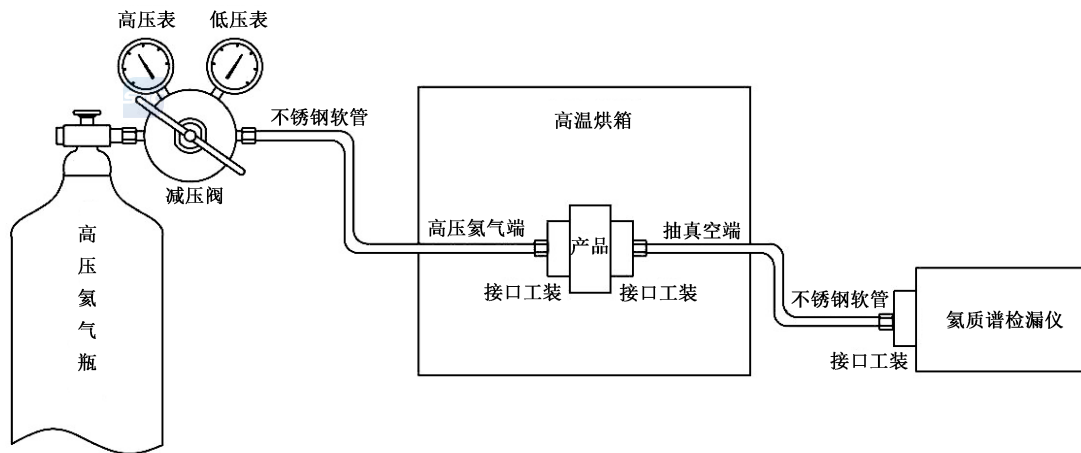 高压表
低压表
不锈钢软管
高温烘箱
减压阀
高压氦气瓶
高压氦气端
产品
抽真空端
接口工装
接口工装
不锈钢软管
氦质谱检漏仪
接口工装